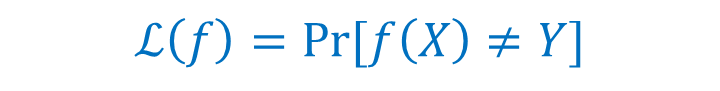 ℒ(𝑓) = Pr[𝑓(𝑋) ≠ 𝑌]